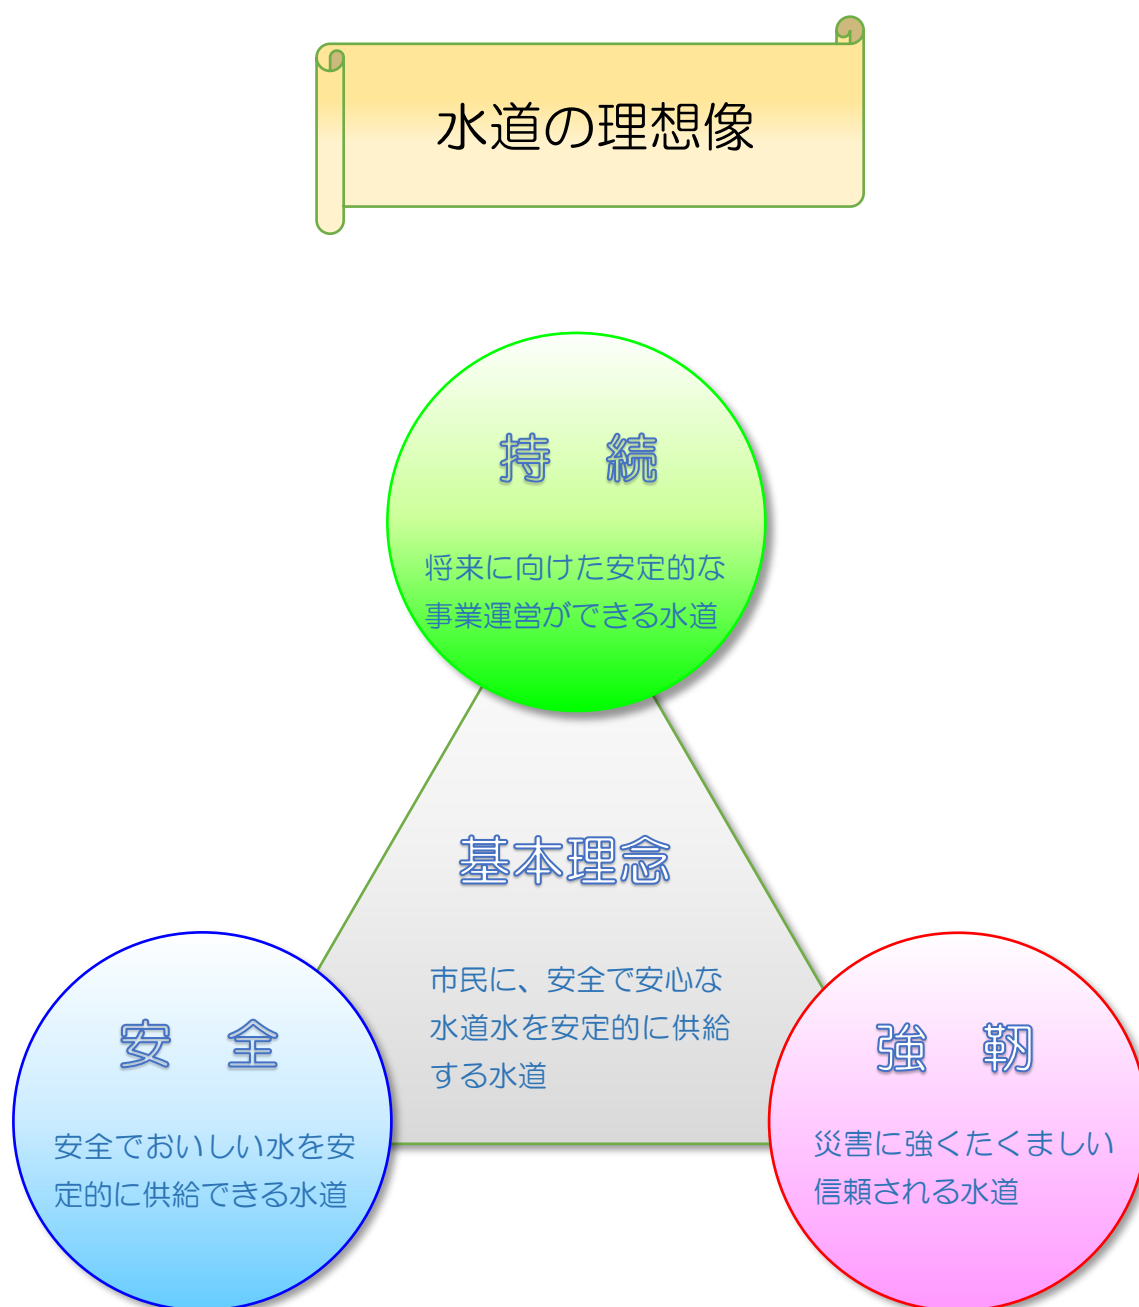 水道の理想像
持　続
将来に向けた安定的な
事業運営ができる水道
基本理念
市民に、安全で安心な
水道水を安定的に供給
する水道
安　全
安全でおいしい水を安
定的に供給できる水道
強　靭
災害に強くたくましい
信頼される水道